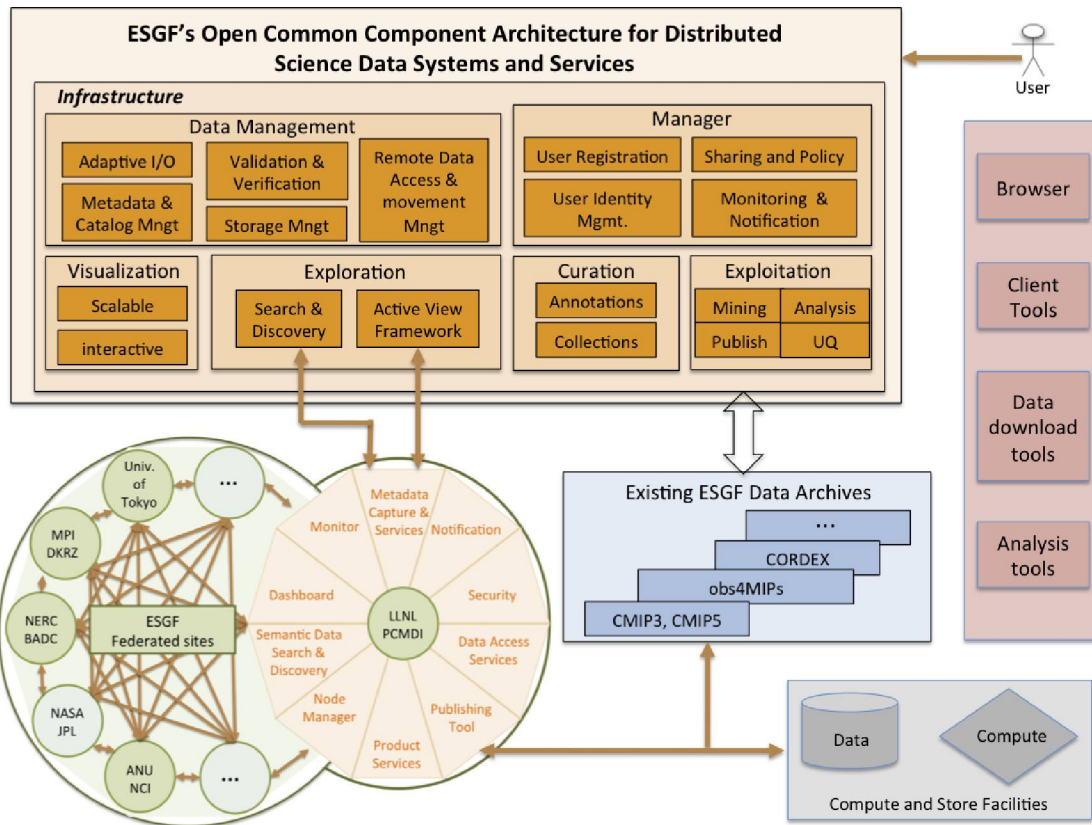 ESGF's Open Common Component Architecture for Distributed
Science Data Systems and Services
User
Infrastructure
Data Management
Adaptive I/O
Metadata &
Catalog Mngt
Validation &
Verification
Storage Mngt
Remote Data
Access &
movement
Mngt
Manager
User Registration
Sharing and Policy
User Identity
Mgmt.
Monitoring &
Notification
Visualization
Scalable
interactive
Exploration
Search &
Discovery
Active View
Framework
Curation
Annotations
Collections
Exploitation
Mining
Analysis
Publish
UQ
Browser
Client
Tools
Data
download
tools
Analysis
tools
Univ.
of
Tokyo
...
MPI
DKRZ
NERC
BADC
ESGF
Federated sites
NASA
JPL
ANU
NCI
...
Monitor
Metadata
Capture &
Services
Notification
Dashboard
Security
LLNL
PCMDI
Semantic Data
Search &
Discovery
Data Access
Services
Node
Manager
Publishing
Tool
Product
Services
Existing ESGF Data Archives
...
CORDEX
obs4MIPs
CMIP3, CMIP5
Data
Compute
Compute and Store Facilities